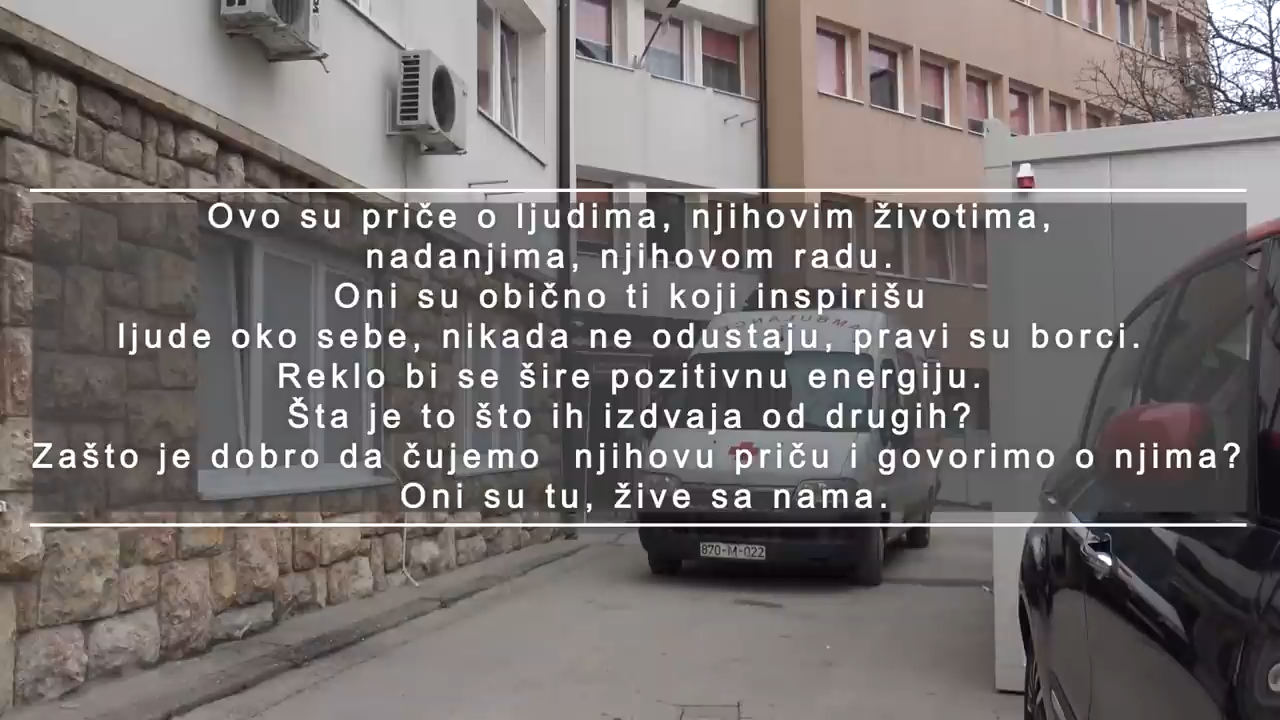 AMBULANTA
Ovo su priče o ljudima, njihovim životima,
nadanjima, njihovom radu.
Oni su obično ti koji inspirišu
ljude oko sebe, nikada ne odustaju, pravi su borci.
Reklo bi se šire pozitivnu energiju.
Šta je to što ih izdvaja od drugih?
Zašto je dobro da čujemo njihovu priču i govorimo o njima?
Oni su tu, žive sa nama.
870-M-022